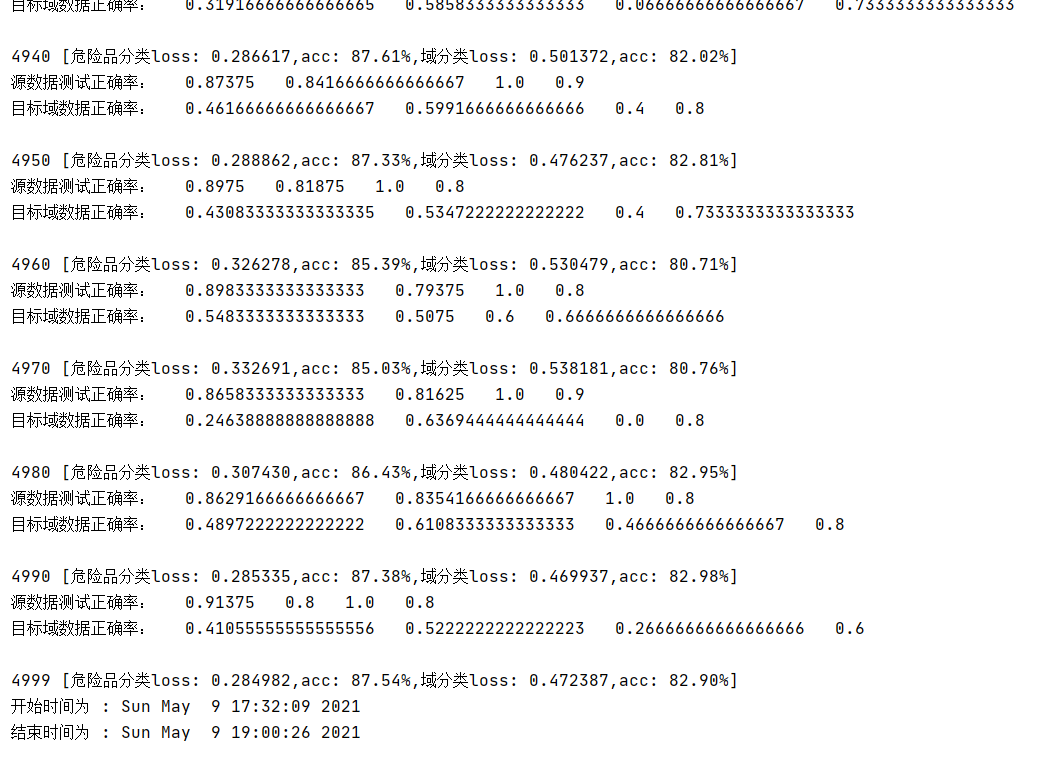 目标域数据正确率： 0.31916666666666665 0.5858333333333333 0.06666666666666667 0.7333333333333333
4940 [危险品分类loss: 0.286617,acc: 87.61%,域分类loss: 0.501372,acc: 82.02%]
源数据测试正确率： 0.87375 0.8416666666666667 1.0 0.9
目标域数据正确率： 0.46166666666666667 0.5991666666666666 0.4 0.8
4950 [危险品分类loss: 0.288862,acc: 87.33%,域分类loss: 0.476237,acc: 82.81%]
源数据测试正确率： 0.8975 0.81875 1.0 0.8
目标域数据正确率： 0.43083333333333335 0.5347222222222222 0.4 0.7333333333333333
4960 [危险品分类loss: 0.326278,acc: 85.39%,域分类loss: 0.530479,acc: 80.71%]
源数据测试正确率： 0.8983333333333333 0.79375 1.0 0.8
目标域数据正确率： 0.5483333333333333 0.5075 0.6 0.6666666666666666
4970 [危险品分类loss: 0.332691,acc: 85.03%,域分类loss: 0.538181,acc: 80.76%]
源数据测试正确率： 0.8658333333333333 0.81625 1.0 0.9
目标域数据正确率： 0.24638888888888888 0.6369444444444444 0.0 0.8
4980 [危险品分类loss: 0.307430,acc: 86.43%,域分类loss: 0.480422,acc: 82.95%]
源数据测试正确率： 0.8629166666666667 0.8354166666666667 1.0 0.8
目标域数据正确率： 0.4897222222222222 0.6108333333333333 0.4666666666666667 0.8
4990 [危险品分类loss: 0.285335,acc: 87.38%,域分类loss: 0.469937,acc: 82.98%]
源数据测试正确率： 0.91375 0.8 1.0 0.8
目标域数据正确率： 0.41055555555555556 0.5222222222222223 0.26666666666666666 0.6
4999 [危险品分类loss: 0.284982,acc: 87.54%,域分类loss: 0.472387,acc: 82.90%]
开始时间为 : Sun May  9 17:32:09 2021
结束时间为 : Sun May  9 19:00:26 2021